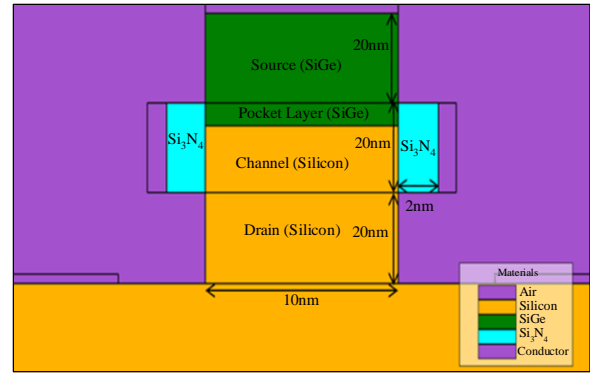 20nm
Source (SiGe)
Pocket Layer (SiGe)
Si₃N₄
20nm
Si₃N₄
Channel (Silicon)
2nm
Drain (Silicon)
20nm
10nm
Materials
Air
Silicon
SiGe
Si₃N₄
Conductor